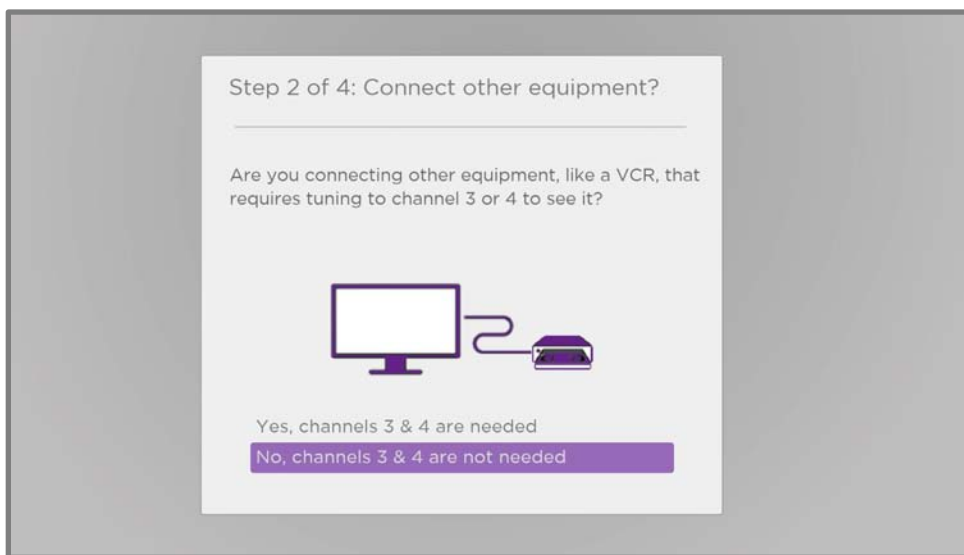 Step 2 of 4: Connect other equipment?
Are you connecting other equipment, like a VCR, that
requires tuning to channel 3 or 4 to see it?
Yes, channels 3 & 4 are needed
No, channels 3 & 4 are not needed